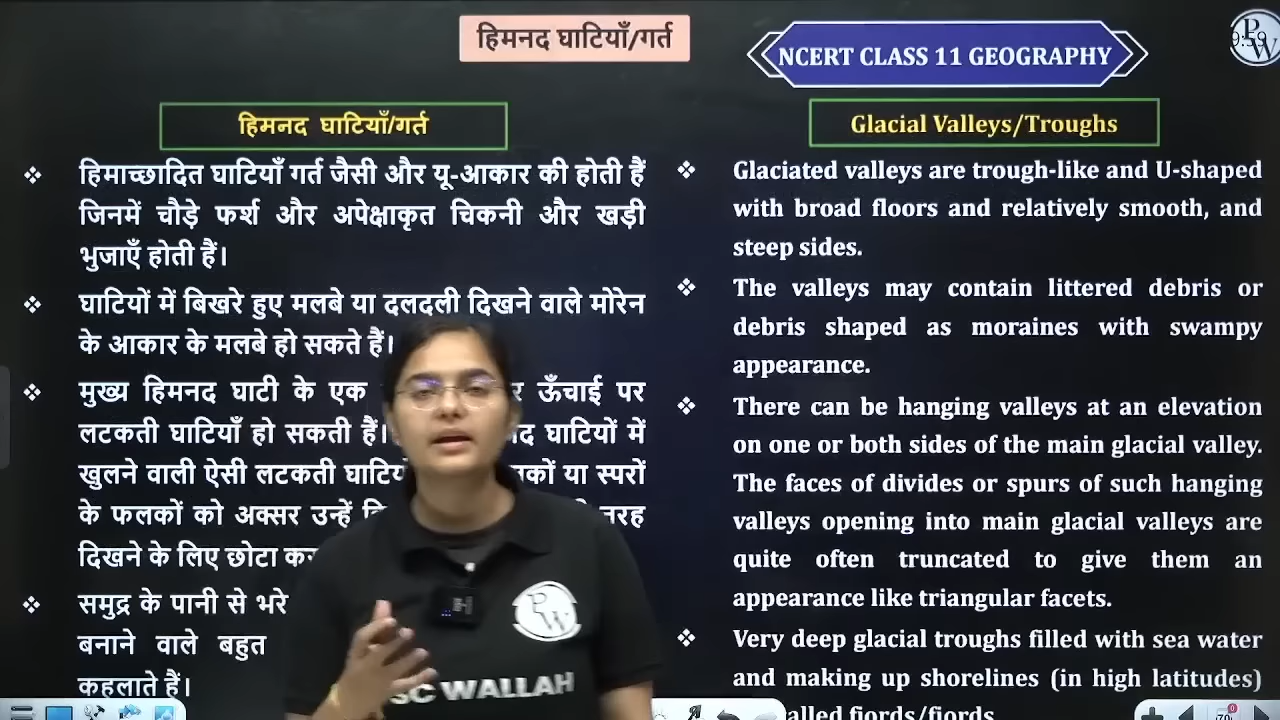 हिमनद घाटियाँ/गर्त
NCERT CLASS 11 GEOGRAPHY
PW
हिमनद घाटियाँ/गर्त
❖ हिमाच्छादित घाटियाँ गर्त जैसी और यू-आकार की होती हैं
जिनमें चौड़े फर्श और अपेक्षाकृत चिकनी और खड़ी
भुजाएँ होती हैं।
❖ घाटियों में बिखरे हुए मलबे या दलदली दिखने वाले मोरेन
के आकार के मलबे हो सकते हैं।
❖ मुख्य हिमनद घाटी के एक ऊँचाई पर
लटकती घाटियाँ हो सकती हैं। घाटियों में
खुलने वाली ऐसी लटकती या स्परों
के फलकों को अक्सर उन्हें
दिखने के लिए छोटा
❖ समुद्र के पानी से भरे
बनाने वाले बहुत
कहलाते हैं।
Glacial Valleys/Troughs
❖ Glaciated valleys are trough-like and U-shaped
with broad floors and relatively smooth, and
steep sides.
❖ The valleys may contain littered debris or
debris shaped as moraines with swampy
appearance.
❖ There can be hanging valleys at an elevation
on one or both sides of the main glacial valley.
The faces of divides or spurs of such hanging
valleys opening into main glacial valleys are
quite often truncated to give them an
appearance like triangular facets.
❖ Very deep glacial troughs filled with sea water
and making up shorelines (in high latitudes)
fjords/fiords
PW
SC WALLAH